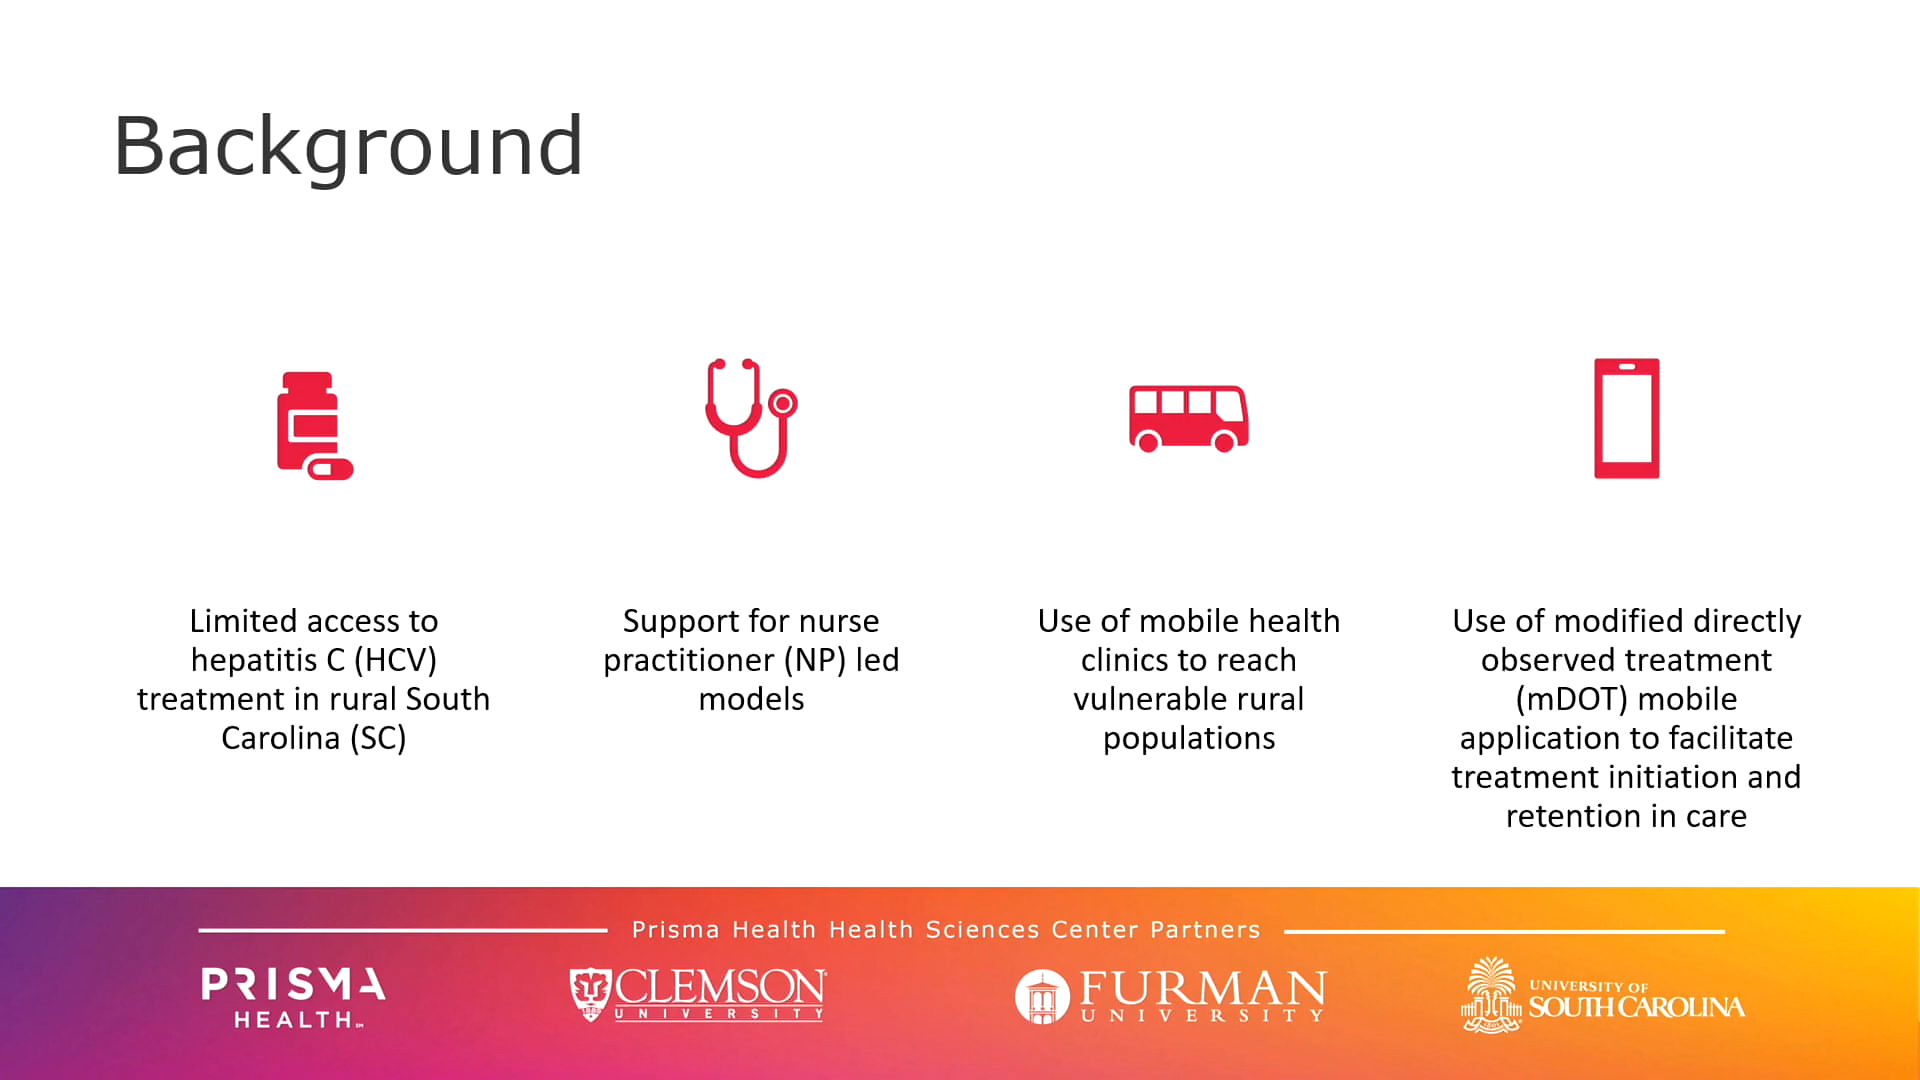 Background
Limited access to
hepatitis C (HCV)
treatment in rural South
Carolina (SC)
Support for nurse
practitioner (NP) led
models
Use of mobile health
clinics to reach
vulnerable rural
populations
Use of modified directly
observed treatment
(mDOT) mobile
application to facilitate
treatment initiation and
retention in care
Prisma Health Health Sciences Center Partners
PRISMA
HEALTH℠
CLEMSON®
UNIVERSITY
FURMAN
UNIVERSITY
UNIVERSITY OF
SOUTH CAROLINA